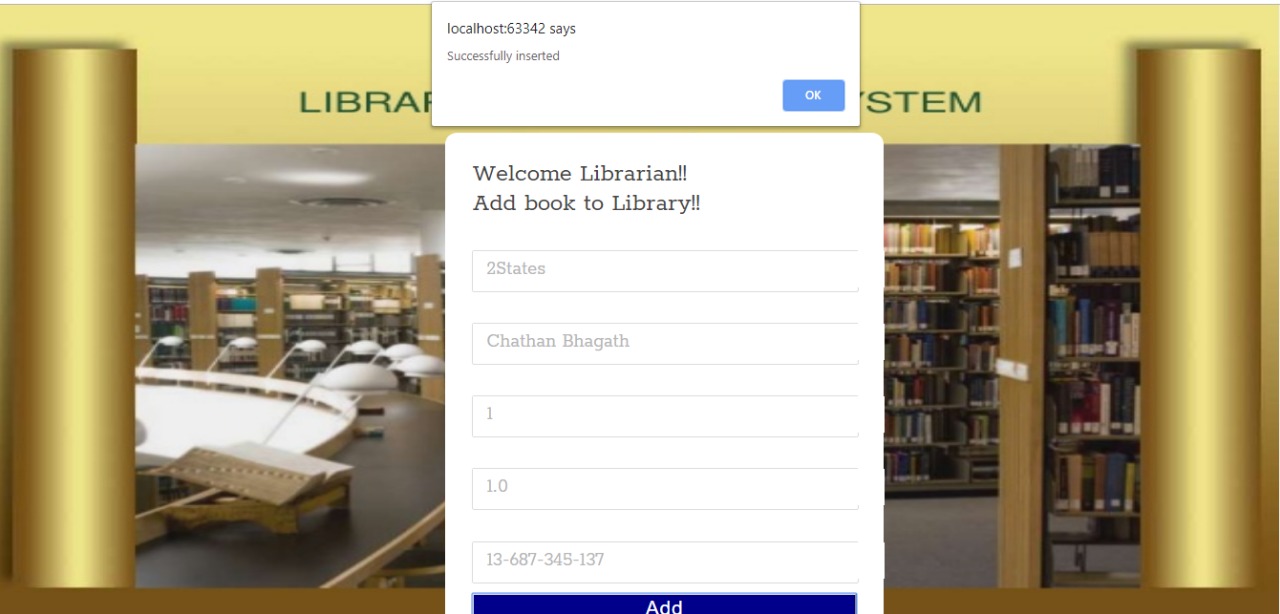 localhost:63342 says
Successfully inserted
OK
LIBRAR YSTEM
Welcome Librarian!!
Add book to Library!!
2States
Chathan Bhagath
1
1.0
13-687-345-137
Add